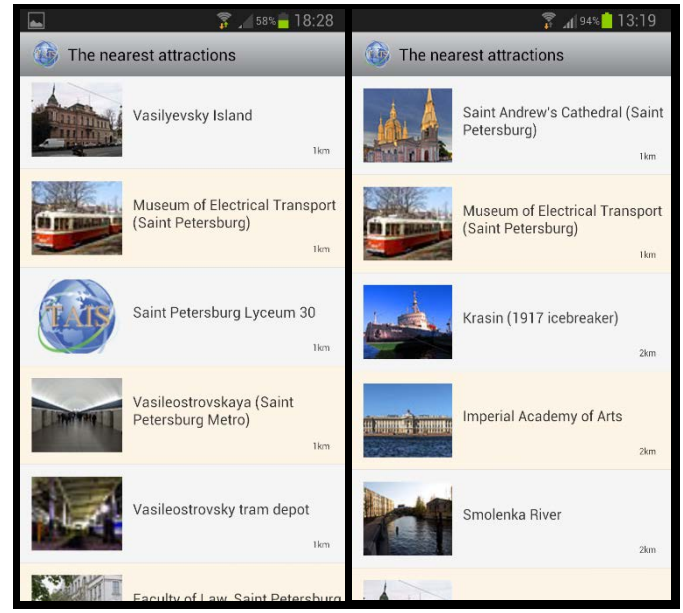 58% 18:28
The nearest attractions
Vasilyevsky Island
1km
Museum of Electrical Transport
(Saint Petersburg)
1km
TAIS
Saint Petersburg Lyceum 30
1km
Vasileostrovskaya (Saint
Petersburg Metro)
1km
Vasileostrovsky tram depot
1km
Faculty of Law, Saint Petersburg
94% 13:19
The nearest attractions
Saint Andrew's Cathedral (Saint
Petersburg)
1km
Museum of Electrical Transport
(Saint Petersburg)
1km
Krasin (1917 icebreaker)
2km
Imperial Academy of Arts
2km
Smolenka River
2km